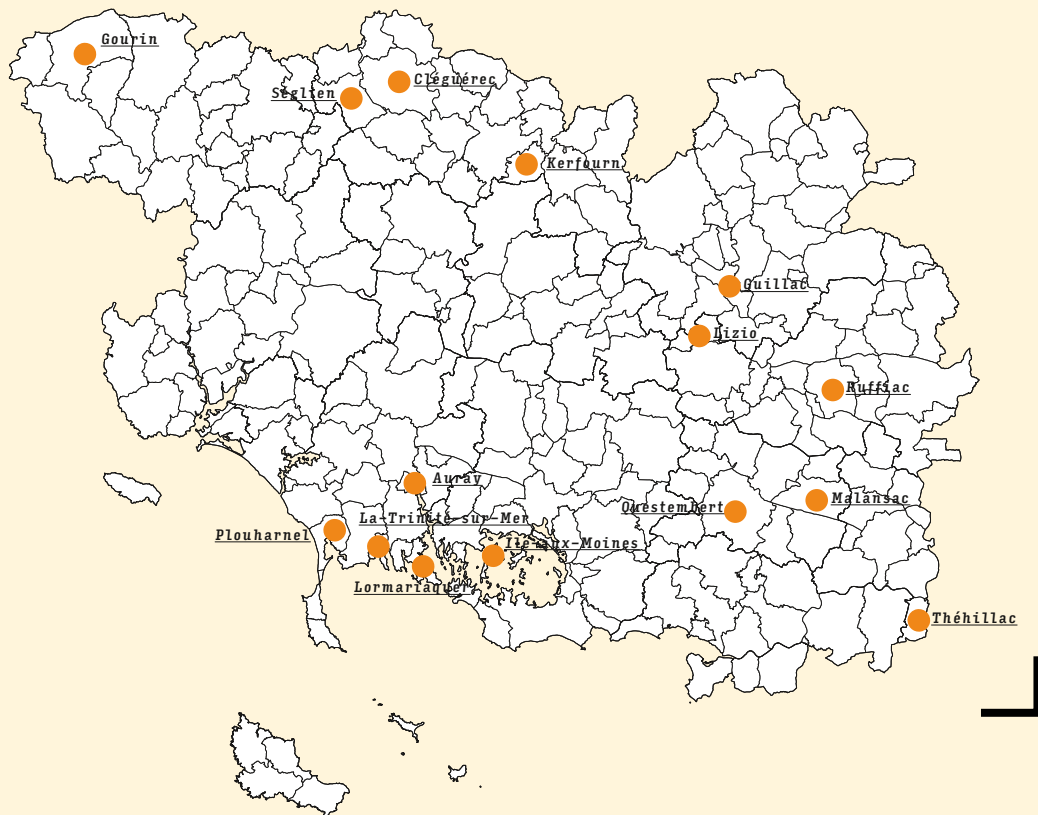 Gourin
Cléguérec
Séglien
Kerfourn
Guillac
Lizio
Ruffiac
Auray
Malansac
Questembert
La-Trinité-sur-Mer
Plouharnel
Île-aux-Moines
Lormariaquer
Théhillac